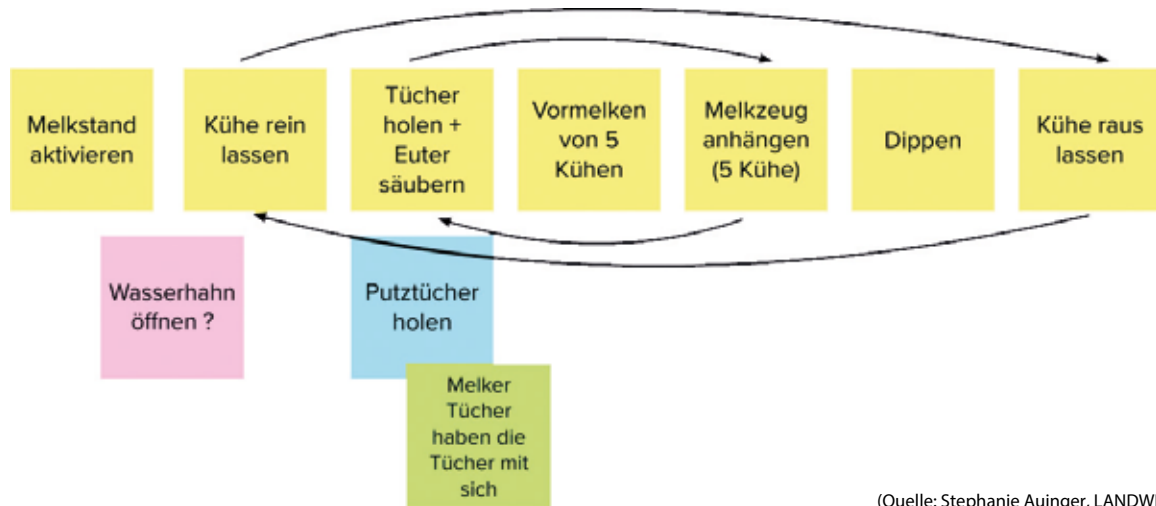 Melkstand
aktivieren
Kühe rein
lassen
Tücher
holen +
Euter
säubern
Vormelken
von 5
Kühen
Melkzeug
anhängen
(5 Kühe)
Dippen
Kühe raus
lassen
Wasserhahn
öffnen ?
Putztücher
holen
Melker
Tücher
haben die
Tücher mit
sich
(Quelle: Stephanie Auinger, LANDW